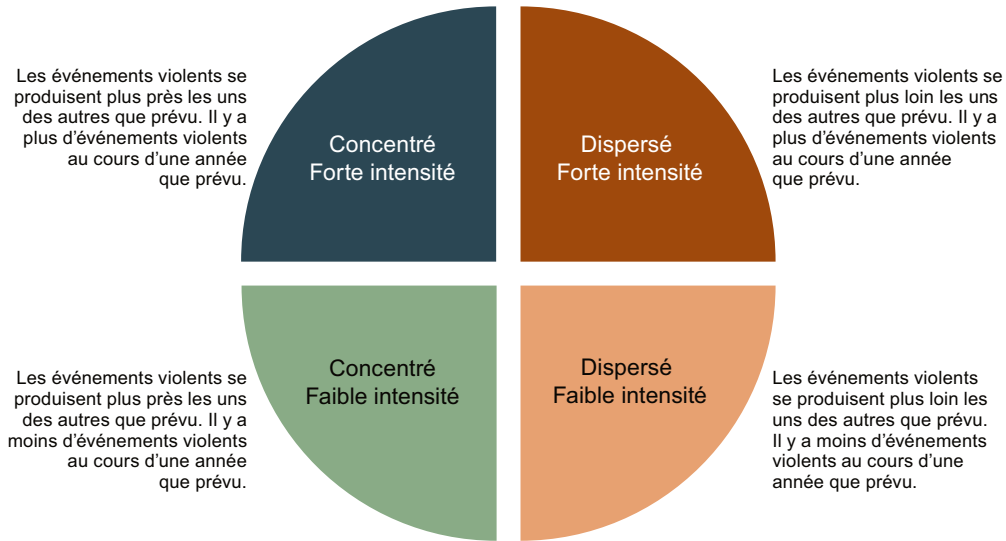 Les événements violents se
produisent plus près les uns
des autres que prévu. Il y a
plus d’événements violents
au cours d’une année
que prévu.
Concentré
Forte intensité
Dispersé
Forte intensité
Les événements violents se
produisent plus loin les uns
des autres que prévu. Il y a
plus d’événements violents
au cours d’une année
que prévu.
Les événements violents se
produisent plus près les uns
des autres que prévu. Il y a
moins d’événements violents
au cours d’une année
que prévu.
Concentré
Faible intensité
Dispersé
Faible intensité
Les événements violents
se produisent plus loin les
uns des autres que prévu.
Il y a moins d’événements
violents au cours d’une
année que prévu.